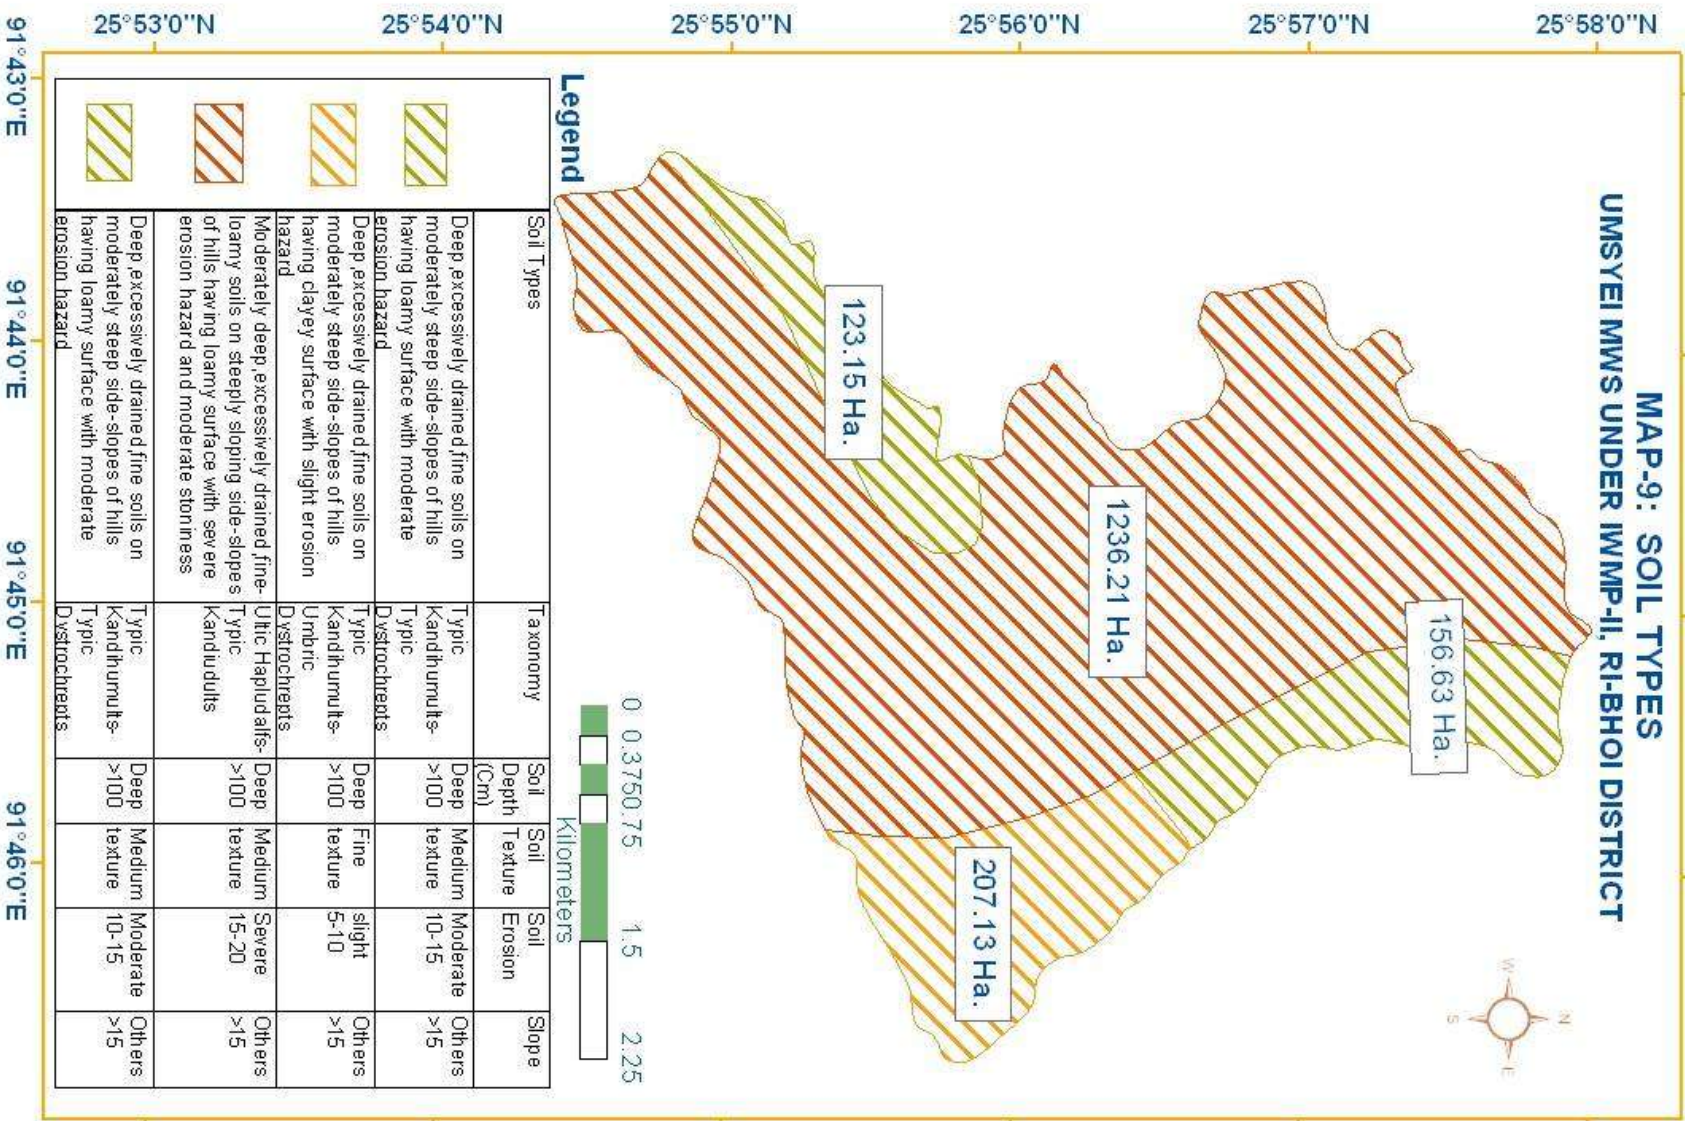 MAP-9: SOIL TYPES
UMSYEI MWS UNDER IWMP-II, RI-BHOI DISTRICT
N
W
E
S
25°58'0"N
25°57'0"N
25°56'0"N
25°55'0"N
25°54'0"N
25°53'0"N
156.63 Ha.
1236.21 Ha.
123.15 Ha.
207.13 Ha.
0 0.3750.75 1.5 2.25
Kilometers
Legend
Soil Types Taxonomy Soil Depth (Cm) Soil Texture Soil Erosion Slope
Deep,excessively drained,fine soils on Typic Deep Medium Moderate Others
moderately steep side-slopes of hills Kandihumults- >100 texture 10-15 >15
having loamy surface with moderate Typic
erosion hazard Dystrochrepts
Deep,excessively drained,fine soils on Typic Deep Fine slight Others
moderately steep side-slopes of hills Kandihumults- >100 texture 5-10 >15
having clayey surface with slight erosion Umbric
hazard Dystrochrepts
Moderately deep,excessively drained,fine- Ultic Hapludalfs- Deep Medium Severe Others
loamy soils on steeply sloping side-slopes Typic >100 texture 15-20 >15
of hills having loamy surface with severe Kandiudults
erosion hazard and moderate stoniness
Deep,excessively drained,fine soils on Typic Deep Medium Moderate Others
moderately steep side-slopes of hills Kandihumults- >100 texture 10-15 >15
having loamy surface with moderate Typic
erosion hazard Dystrochrepts
91°43'0"E 91°44'0"E 91°45'0"E 91°46'0"E